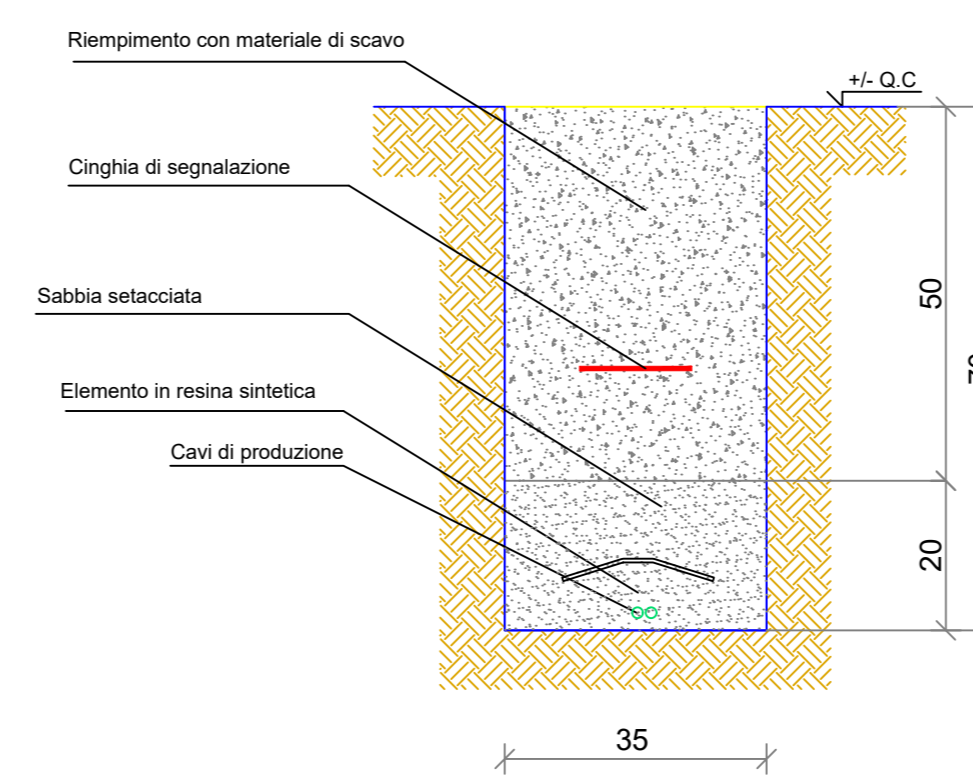 Riempimento con materiale di scavo
+/- Q.C
Cinghia di segnalazione
50
Sabbia setacciata
Elemento in resina sintetica
Cavi di produzione
20
35